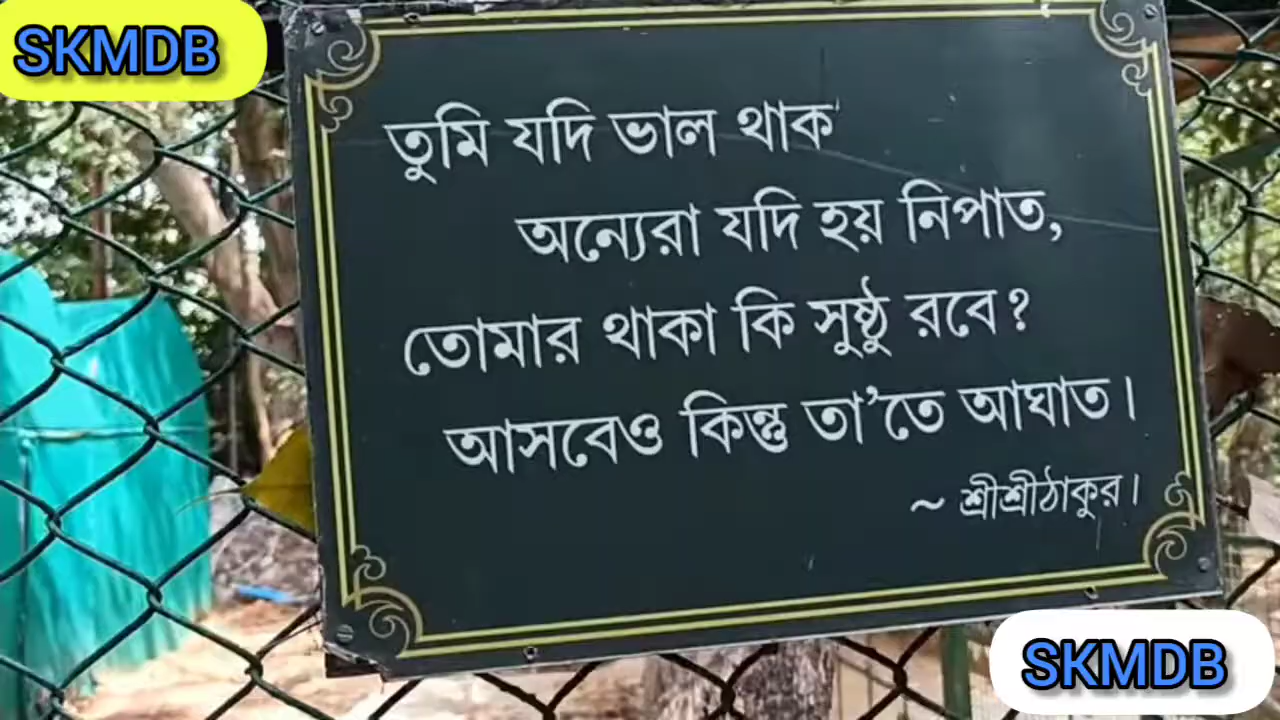 SKMDB
তুমি যদি ভাল থাক
অন্যেরা যদি হয় নিপাত,
তোমার থাকা কি সুষ্ঠু রবে?
আসবেও কিন্তু তা'তে আঘাত।
~ শ্রীশ্রীঠাকুর।
SKMDB